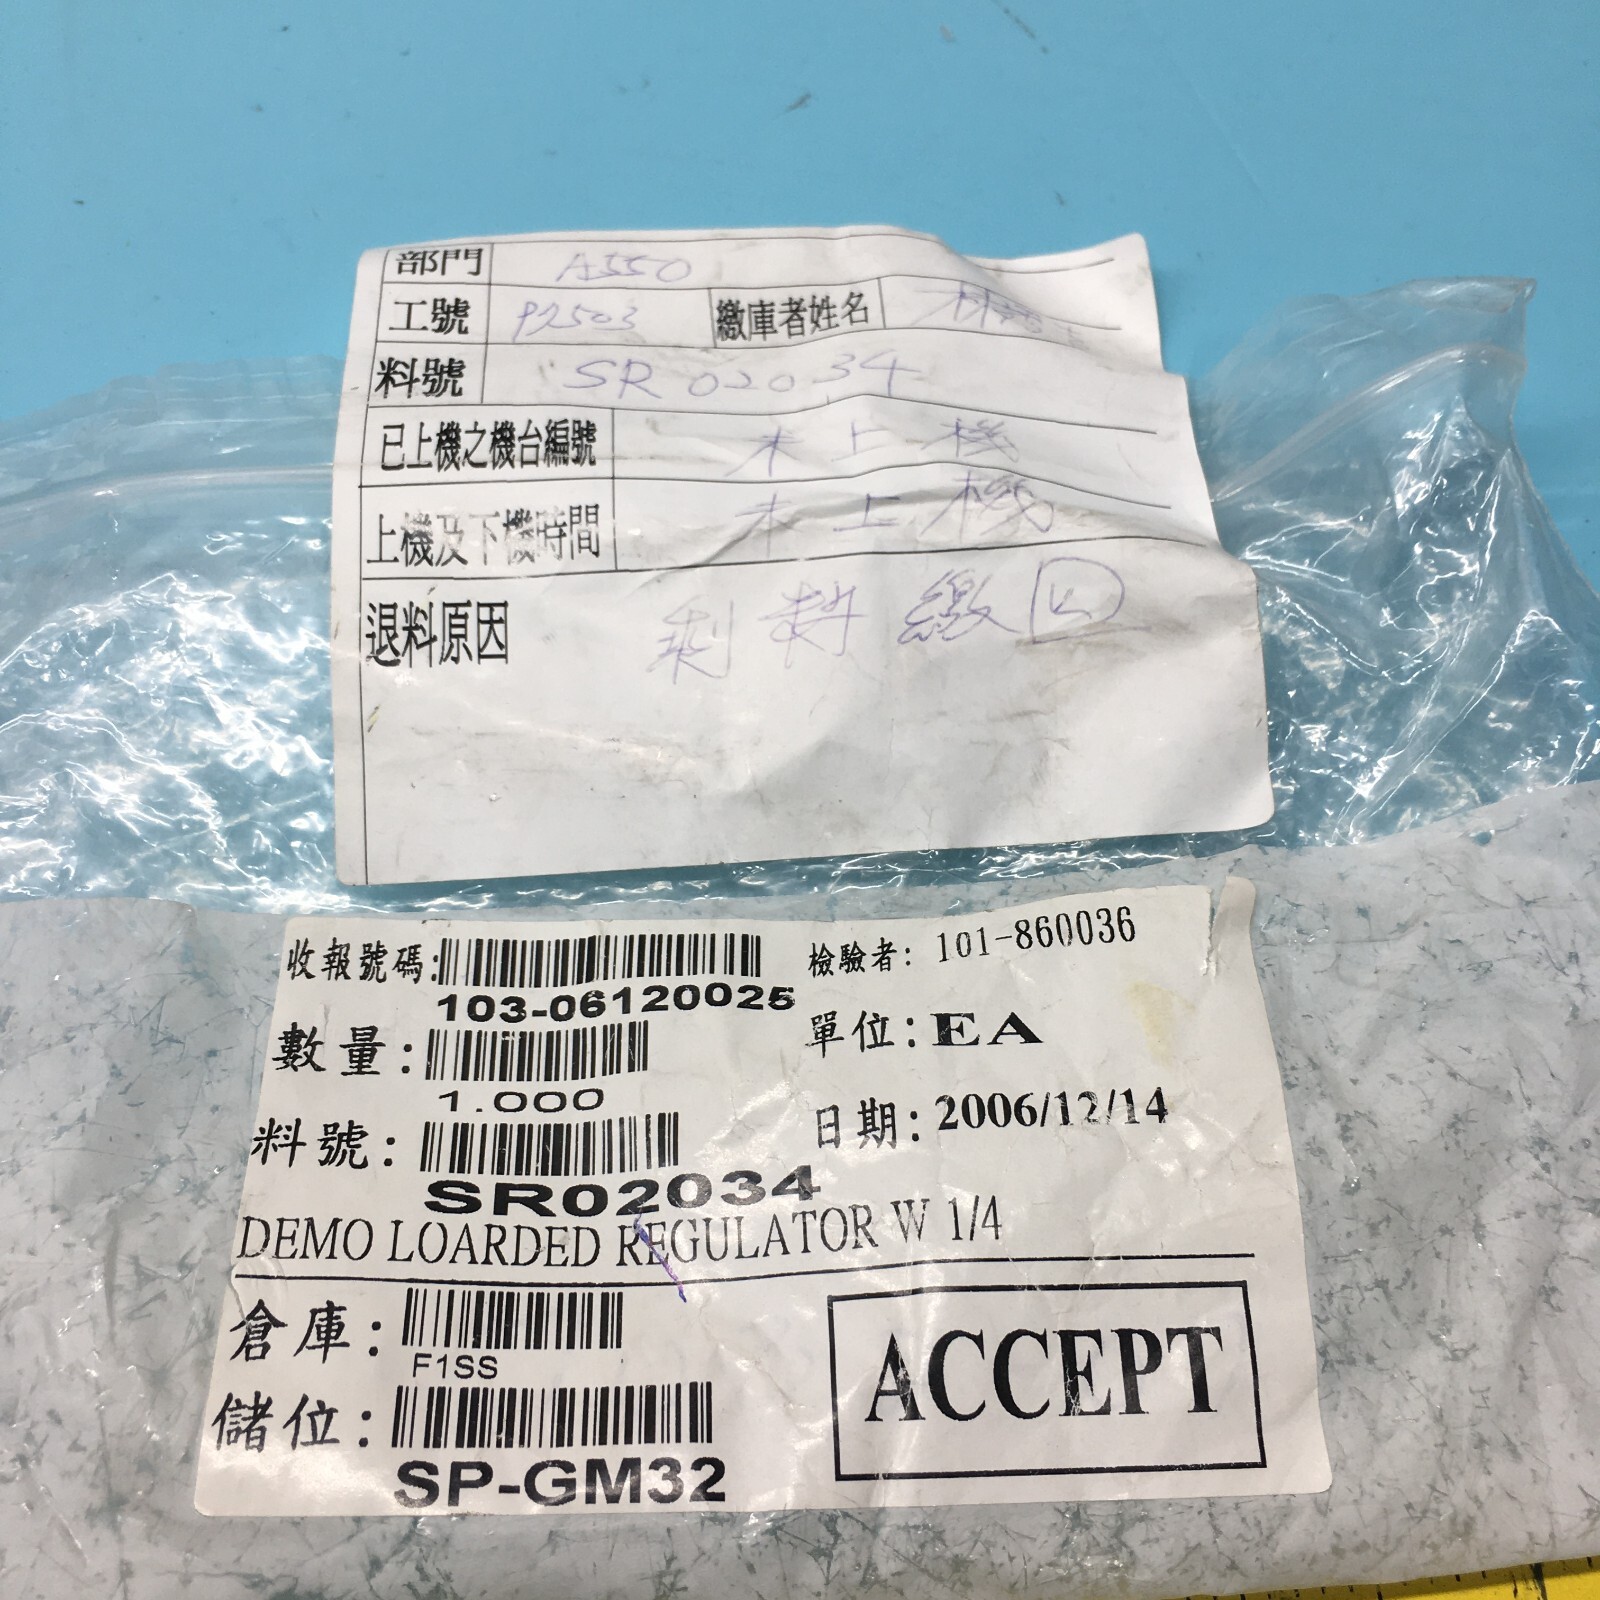 部門 A550
工號 P2503 繳庫者姓名
料號 SR02034
已上機之機台編號 未上機
上機及下機時間 未上機
退料原因 剩料繳回
收報號碼: 檢驗者: 101-860036
103-06120025
數量: 單位: EA
1.000
料號: 日期: 2006/12/14
SR02034
DEMO LOARDED REGULATOR W 1/4
倉庫:
F1SS
ACCEPT
儲位:
SP-GM32